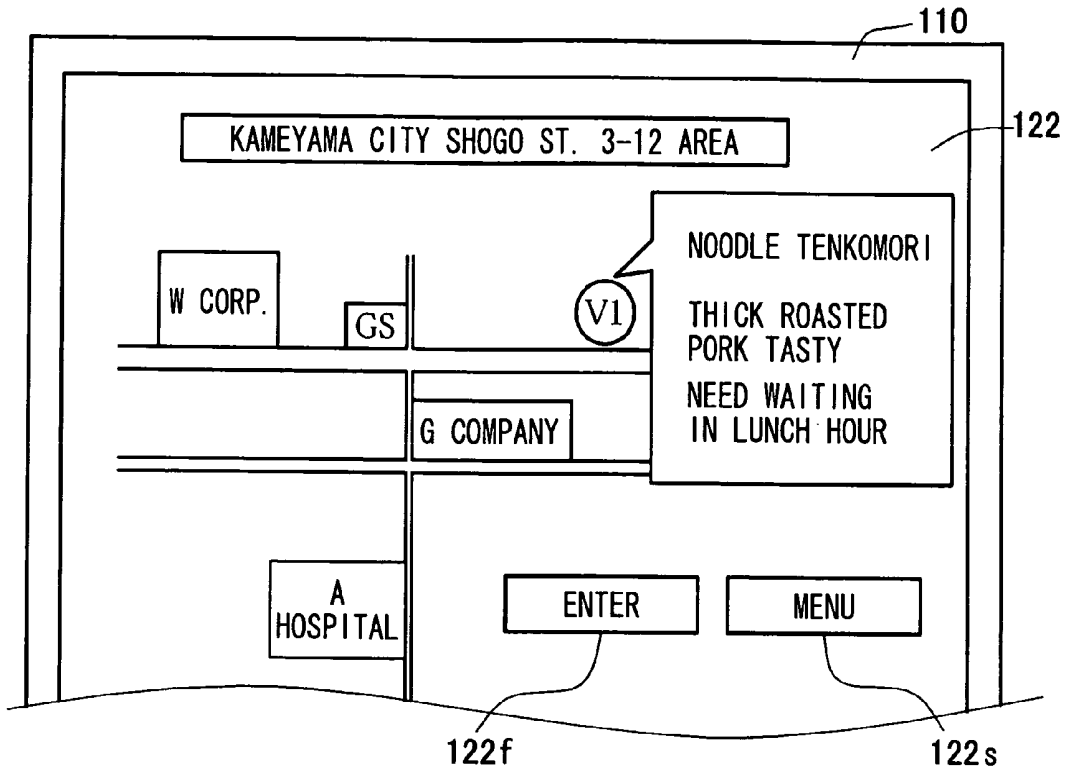 110
122
KAMEYAMA CITY SHOGO ST. 3-12 AREA
NOODLE TENKOMORI
THICK ROASTED
PORK TASTY
NEED WAITING
IN LUNCH HOUR
W CORP.
GS
V1
G COMPANY
A
HOSPITAL
ENTER
MENU
122f
122s